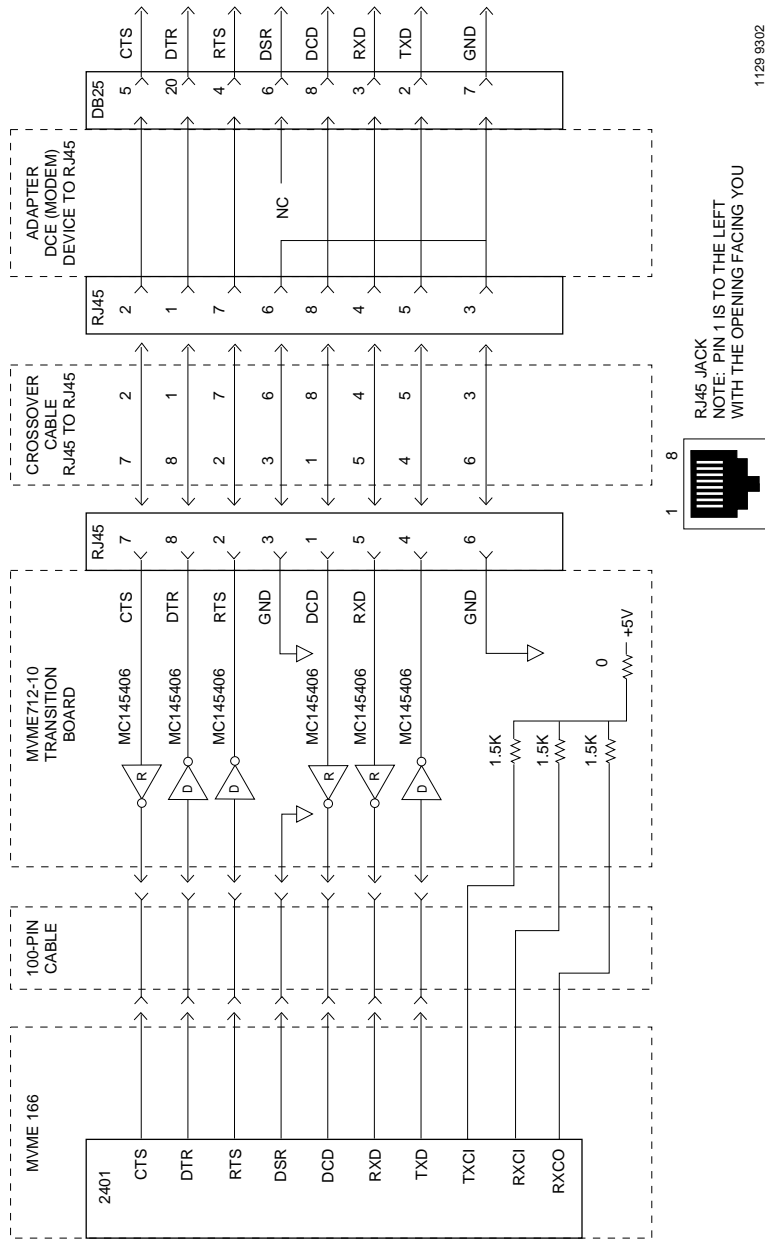 MVME 166
100-PIN
CABLE
MVME712-10
TRANSITION
BOARD
CROSSOVER
CABLE
RJ45 TO RJ45
ADAPTER
DCE (MODEM)
DEVICE TO RJ45
2401
RJ45
RJ45
DB25
CTS
MC145406
R
CTS
7
7
2
2
5
CTS
DTR
MC145406
D
DTR
8
8
1
1
20
DTR
RTS
MC145406
D
RTS
2
2
7
7
4
RTS
DSR
GND
3
3
6
6
NC
6
DSR
DCD
MC145406
R
DCD
1
1
8
8
8
DCD
RXD
MC145406
R
RXD
5
5
4
4
3
RXD
TXD
MC145406
D
4
4
5
5
2
TXD
TXCI
GND
6
6
3
3
7
GND
RXCI
RXCO
1.5K
1.5K
1.5K
0
+5V
1
8
RJ45 JACK
NOTE: PIN 1 IS TO THE LEFT
WITH THE OPENING FACING YOU
1129 9302